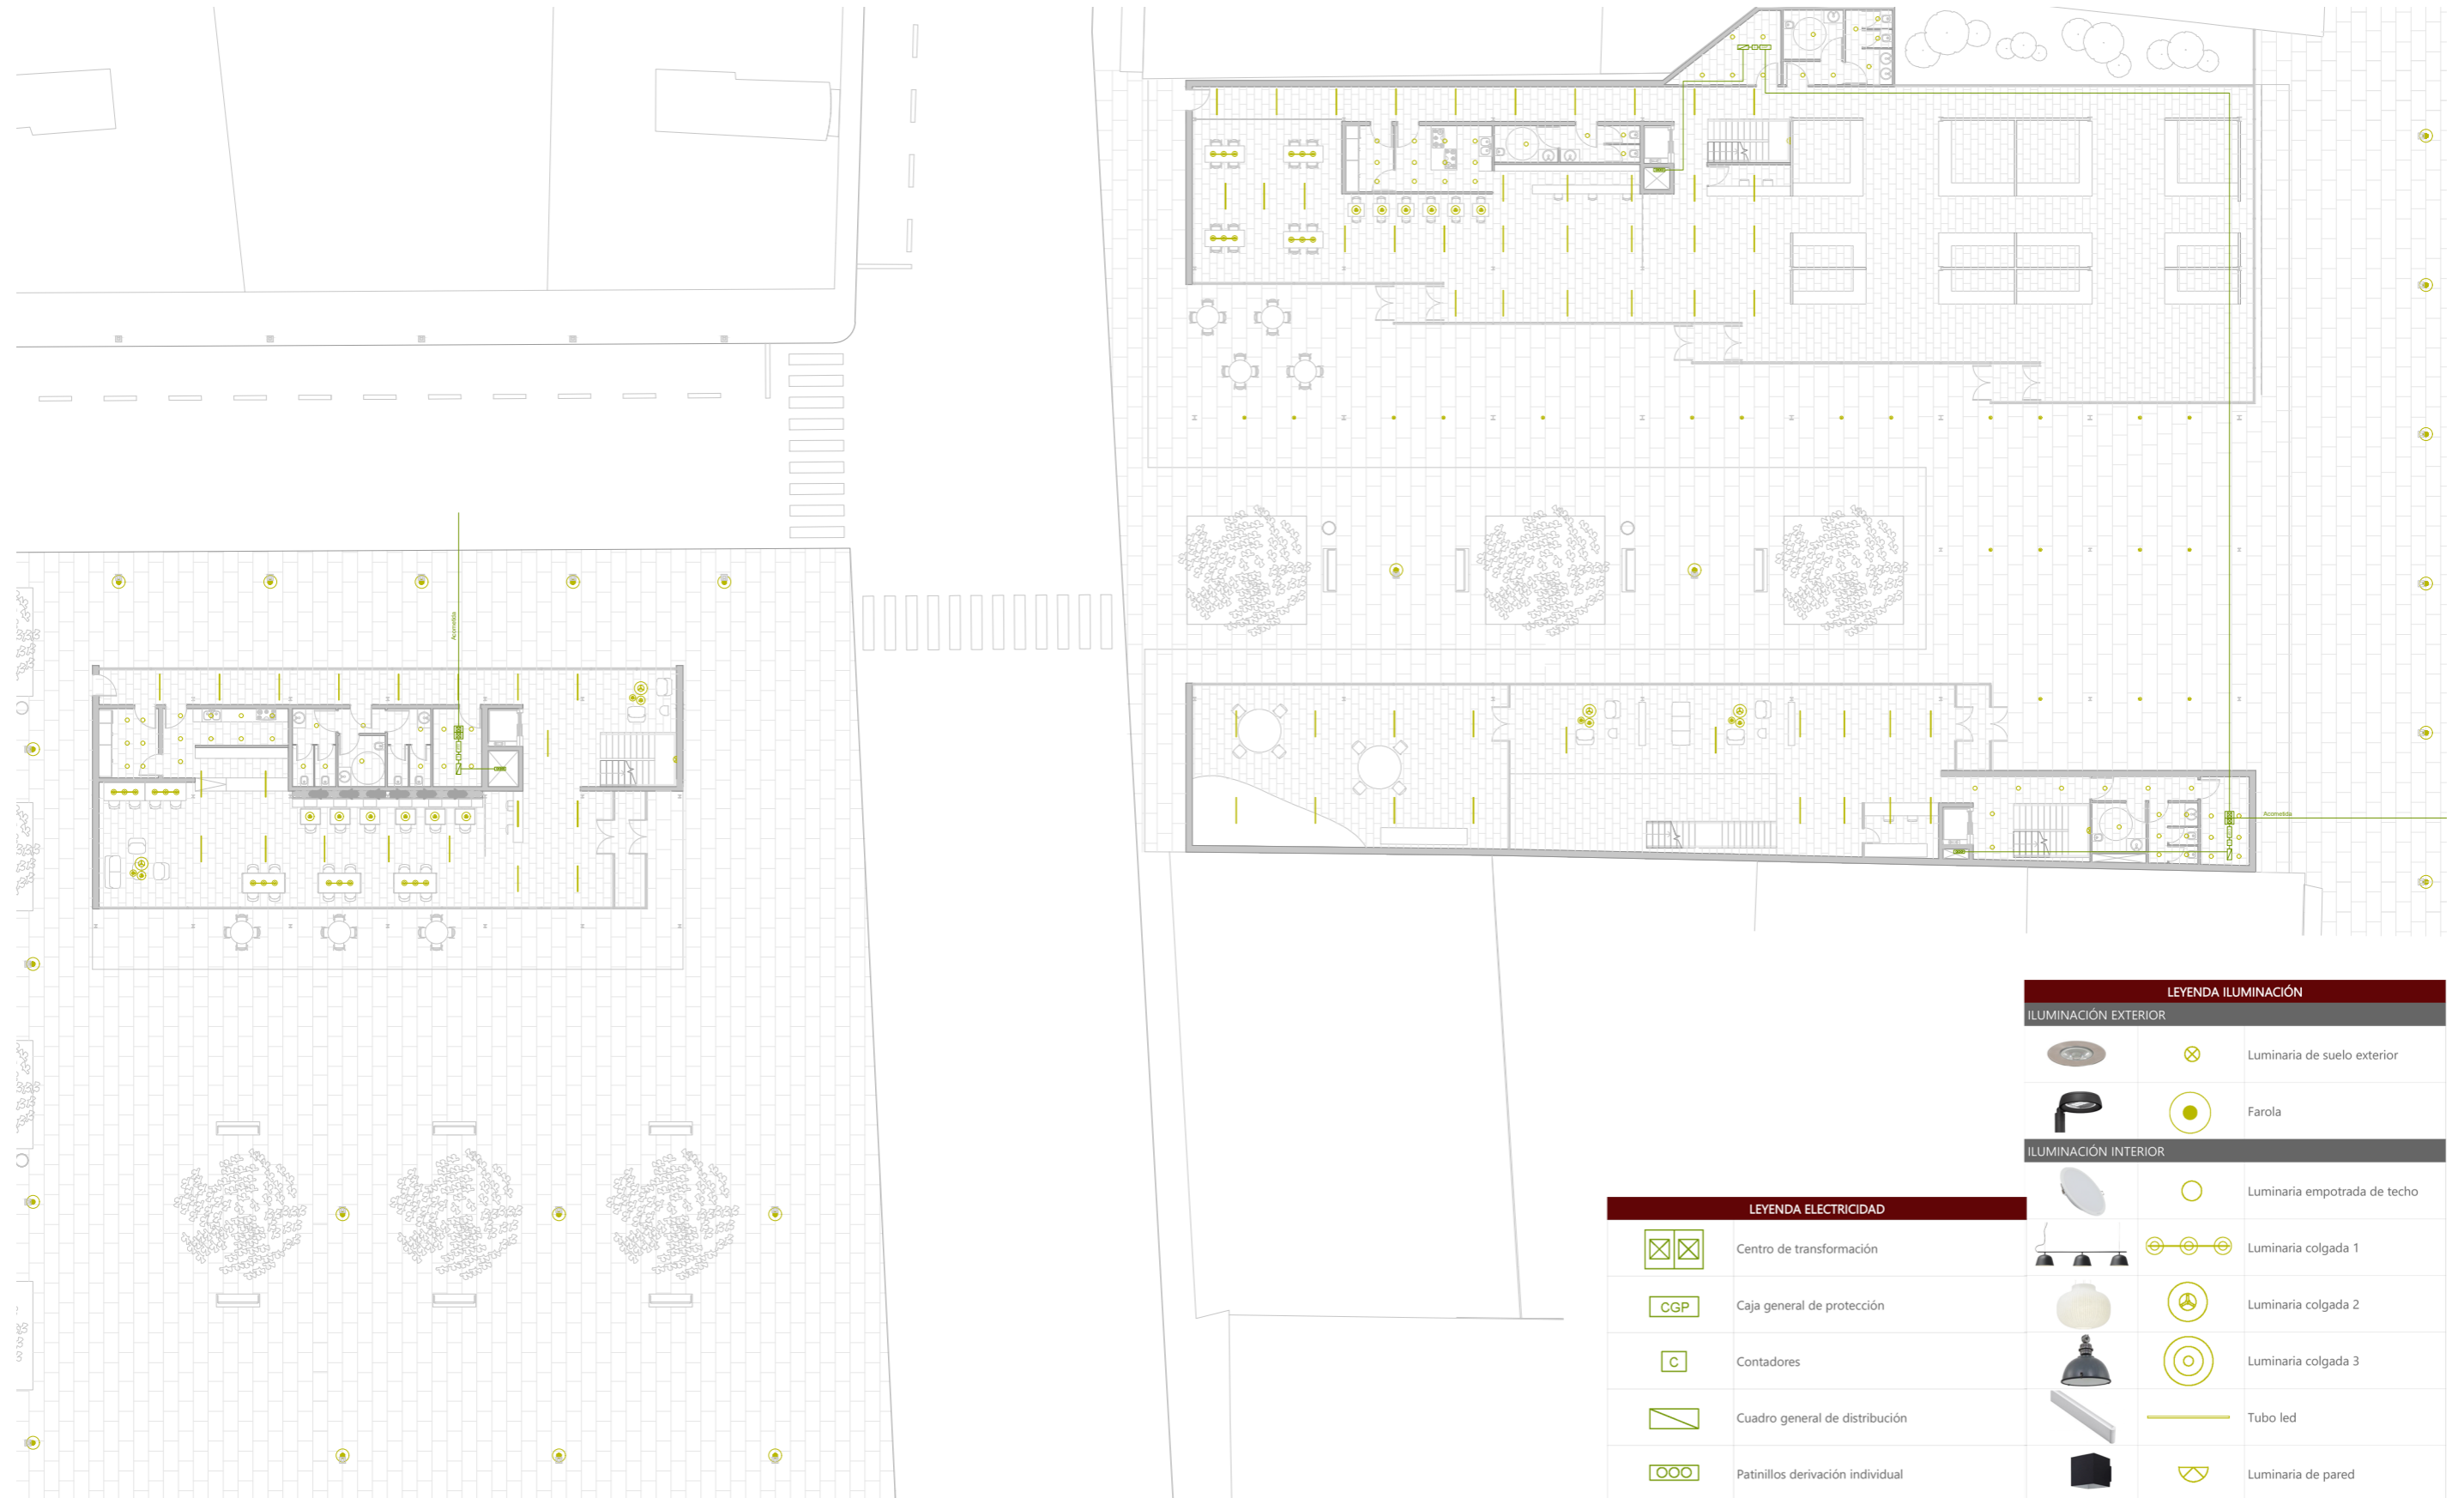 Acometida
Acometida
LEYENDA ILUMINACIÓN
ILUMINACIÓN EXTERIOR
Luminaria de suelo exterior
Farola
ILUMINACIÓN INTERIOR
Luminaria empotrada de techo
Luminaria colgada 1
Luminaria colgada 2
Luminaria colgada 3
Tubo led
Luminaria de pared
LEYENDA ELECTRICIDAD
Centro de transformación
CGP Caja general de protección
C Contadores
Cuadro general de distribución
Patinillos derivación individual